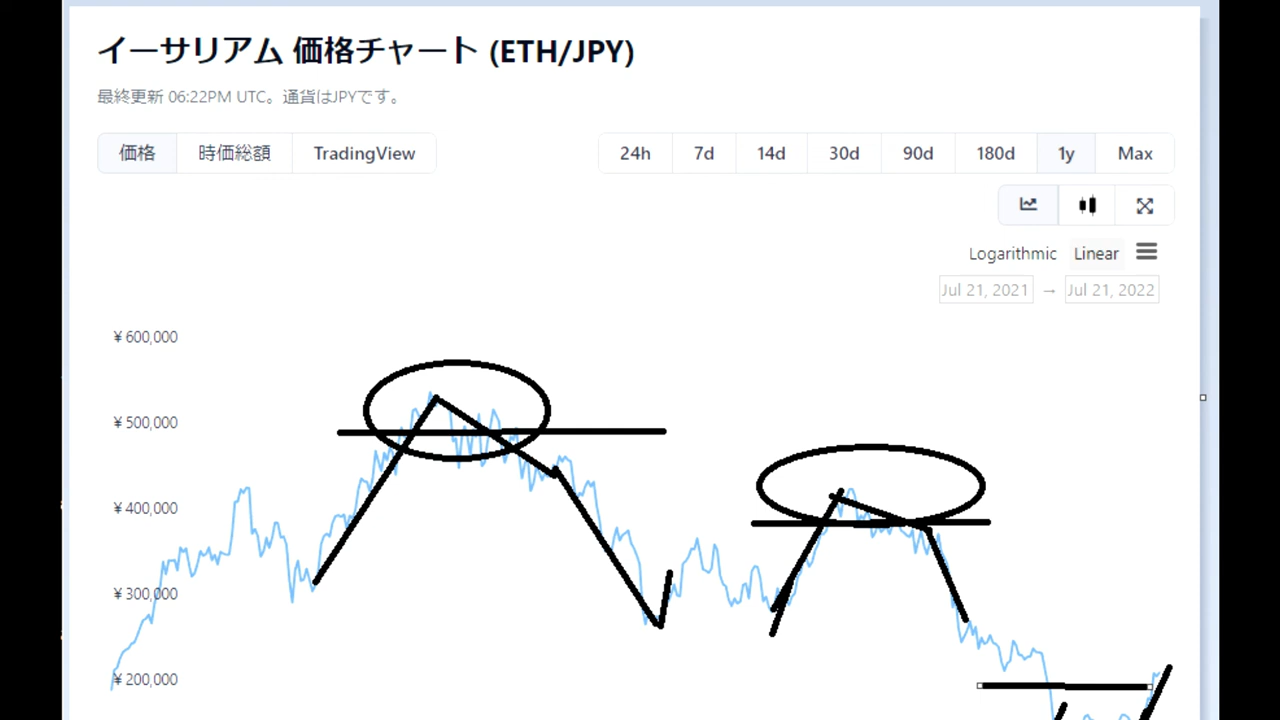 イーサリアム 価格チャート (ETH/JPY)
最終更新 06:22PM UTC。通貨はJPYです。
価格 時価総額 TradingView 24h 7d 14d 30d 90d 180d 1y Max
Logarithmic Linear
Jul 21, 2021 → Jul 21, 2022
¥600,000
¥500,000
¥400,000
¥300,000
¥200,000